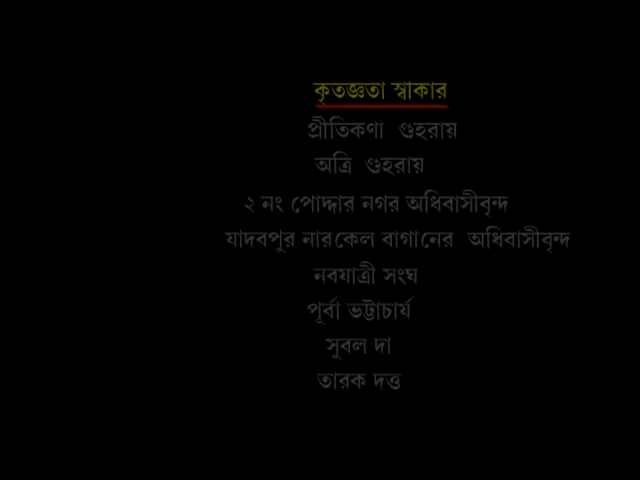 কৃতজ্ঞতা স্বাকার
প্রীতিকণা গুহরায়
অত্রি গুহরায়
২ নং পোদ্দার নগর অধিবাসীবৃন্দ
যাদবপুর নারকেল বাগানের অধিবাসীবৃন্দ
নবযাত্রী সংঘ
পূর্বা ভট্টাচার্য
সুবল দা
তারক দত্ত